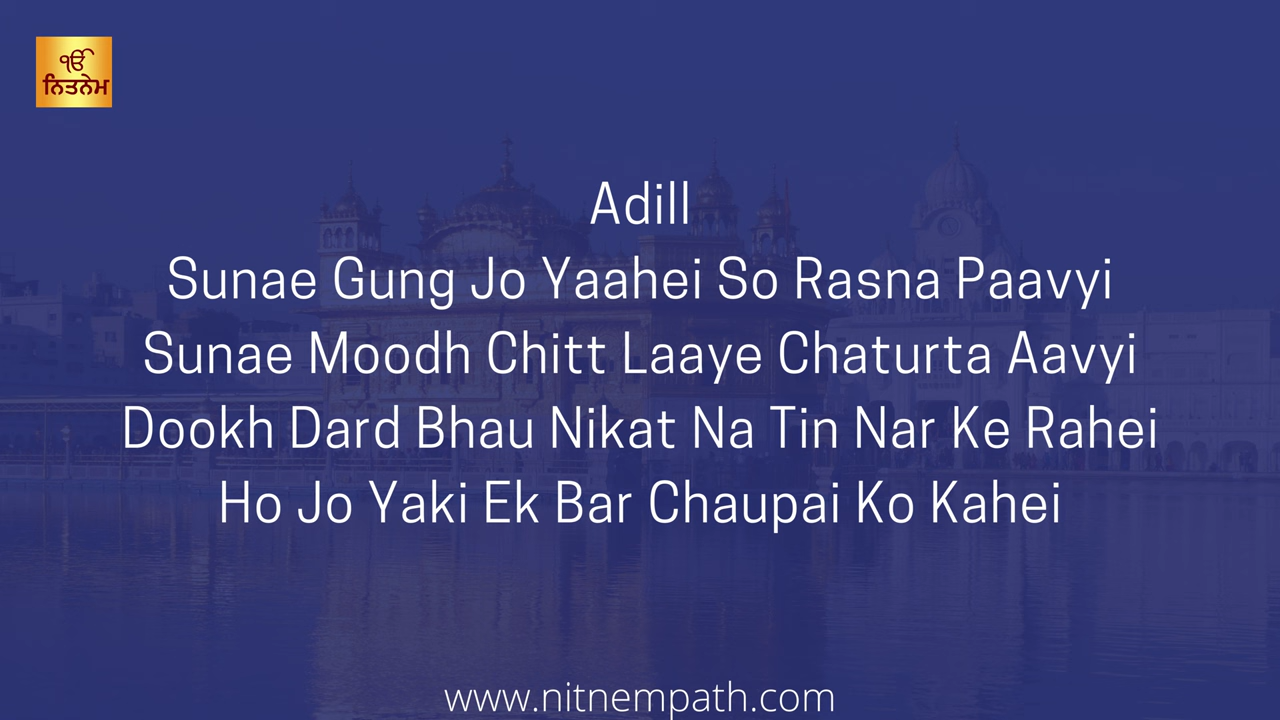 ੴ
ਨਿਤਨੇਮ
Adill
Sunae Gung Jo Yaahei So Rasna Paavyi
Sunae Moodh Chitt Laaye Chaturta Aavyi
Dookh Dard Bhau Nikat Na Tin Nar Ke Rahei
Ho Jo Yaki Ek Bar Chaupai Ko Kahei
www.nitnempath.com